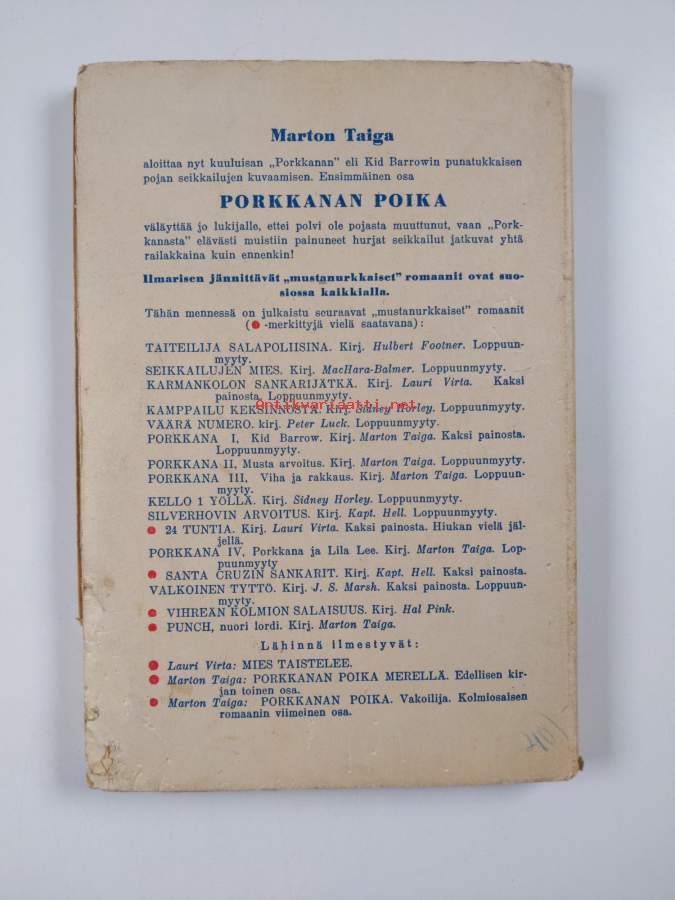 Marton Taiga
aloittaa nyt kuuluisan „Porkkanan” eli Kid Barrowin punatukkaisen
pojan seikkailujen kuvaamisen. Ensimmäinen osa
PORKKANAN POIKA
väläyttää jo lukijalle, ettei polvi ole pojasta muuttunut, vaan „Pork-
kanasta” elävästi muistiin painuneet hurjat seikkailut jatkuvat yhtä
railakkaina kuin ennenkin!
Ilmarisen jännittävät „mustanurkkaiset” romaanit ovat suo-
siossa kaikkialla.
Tähän mennessä on julkaistu seuraavat „mustanurkkaiset” romaanit
(● -merkittyjä vielä saatavana):
TAITEILIJA SALAPOLIISINA. Kirj. Hulbert Footner. Loppuun-
myyty.
SEIKKAILUJEN MIES. Kirj. MacHara-Balmer. Loppuunmyyty.
KARMANKOLON SANKARIJÄTKÄ. Kirj. Lauri Virta. Kaksi
painosta. Loppuunmyyty.
Antikvariaatti.net
KAMPPAILU KEKSINNÖSTÄ. Kirj. Sidney Horley. Loppuunmyyty.
VÄÄRÄ NUMERO. kirj. Peter Luck. Loppuunmyyty.
PORKKANA I, Kid Barrow. Kirj. Marton Taiga. Kaksi painosta.
Loppuunmyyty.
PORKKANA II, Musta arvoitus. Kirj. Marton Taiga. Loppuunmyyty.
PORKKANA III, Viha ja rakkaus. Kirj. Marton Taiga. Loppuun-
myyty.
KELLO 1 YÖLLÄ. Kirj. Sidney Horley. Loppuunmyyty.
SILVERHOVIN ARVOITUS. Kirj. Kapt. Hell. Loppuunmyyty.
● 24 TUNTIA. Kirj. Lauri Virta. Kaksi painosta. Hiukan vielä jäl-
jellä.
PORKKANA IV, Porkkana ja Lila Lee. Kirj. Marton Taiga. Lop-
puunmyyty
● SANTA CRUZIN SANKARIT. Kirj. Kapt. Hell. Kaksi painosta.
VALKOINEN TYTTÖ. Kirj. J. S. Marsh. Kaksi painosta. Loppuun-
myyty.
● VIHREÄN KOLMION SALAISUUS. Kirj. Hal Pink.
● PUNCH, nuori lordi. Kirj. Marton Taiga.
Lähinnä ilmestyvät:
● Lauri Virta: MIES TAISTELEE.
● Marton Taiga: PORKKANAN POIKA MERELLÄ. Edellisen kir-
jan toinen osa.
● Marton Taiga: PORKKANAN POIKA. Vakoilija. Kolmiosaisen
romaanin viimeinen osa.